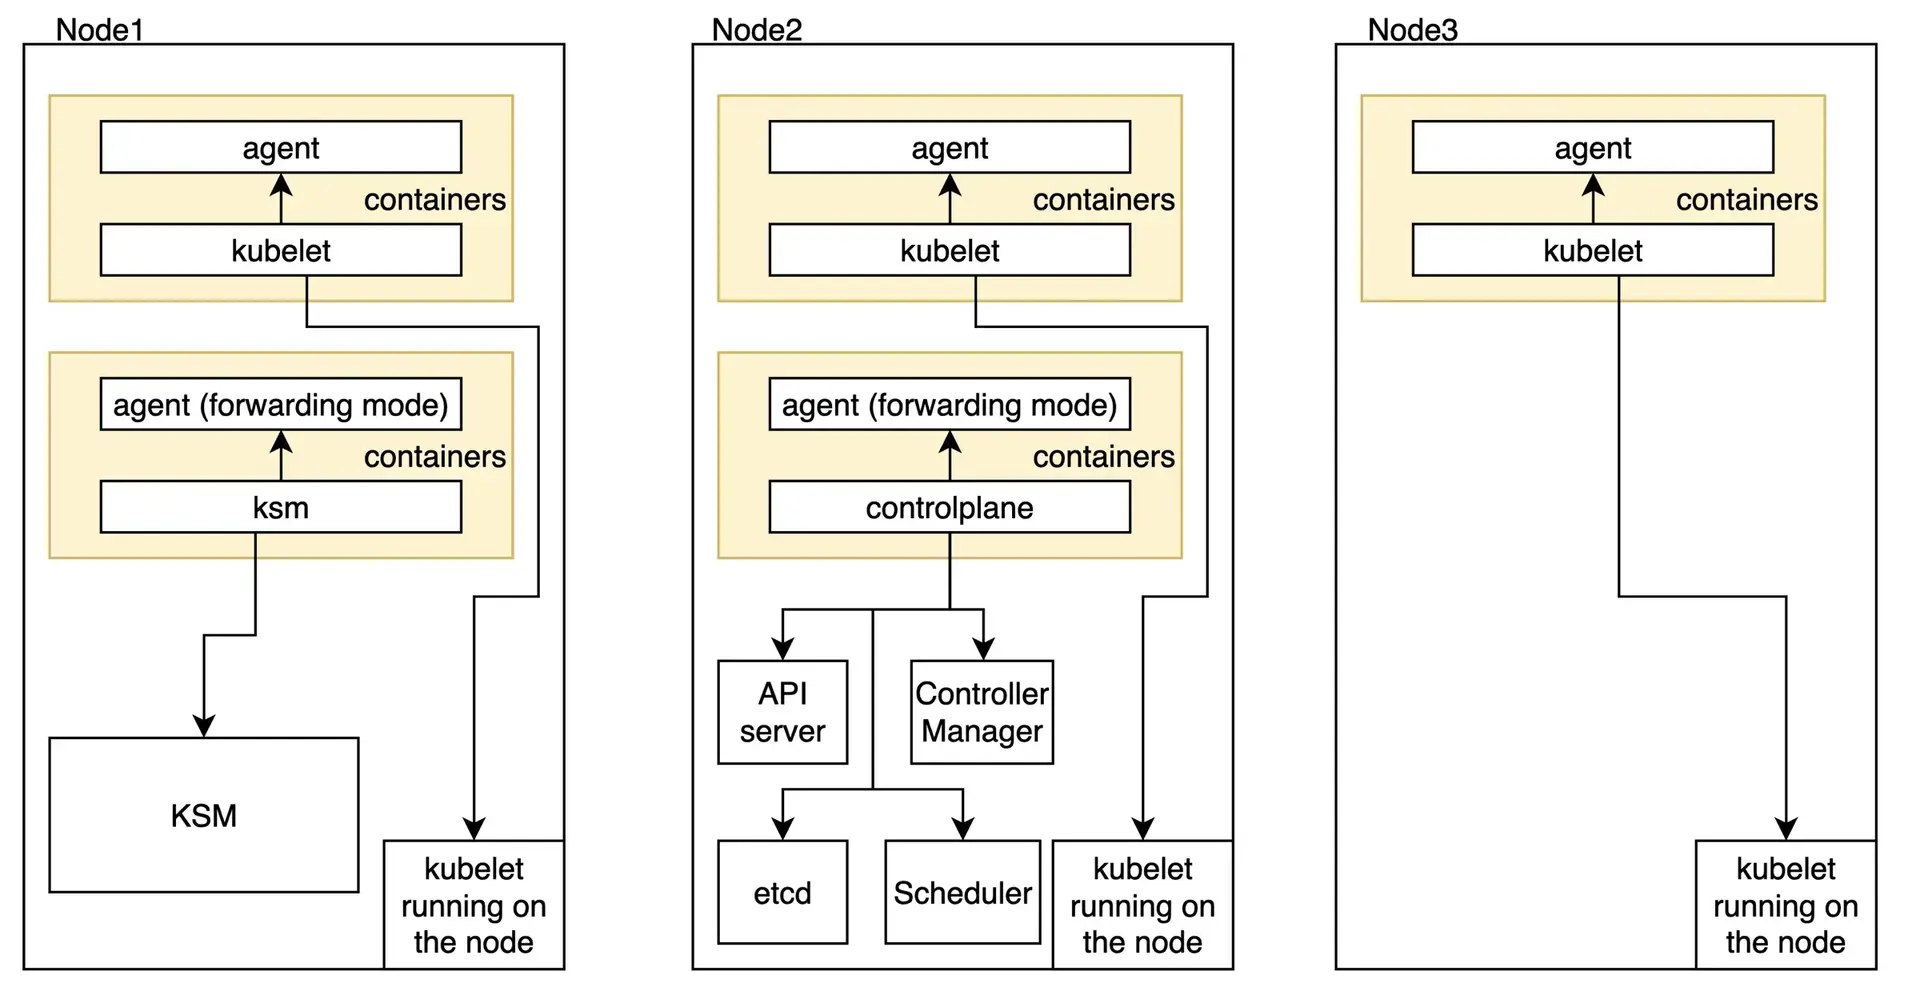 Node1
agent
containers
kubelet
agent (forwarding mode)
containers
ksm
KSM
kubelet
running on
the node
Node2
agent
containers
kubelet
agent (forwarding mode)
containers
controlplane
API
server
Controller
Manager
etcd
Scheduler
kubelet
running on
the node
Node3
agent
containers
kubelet
kubelet
running on
the node